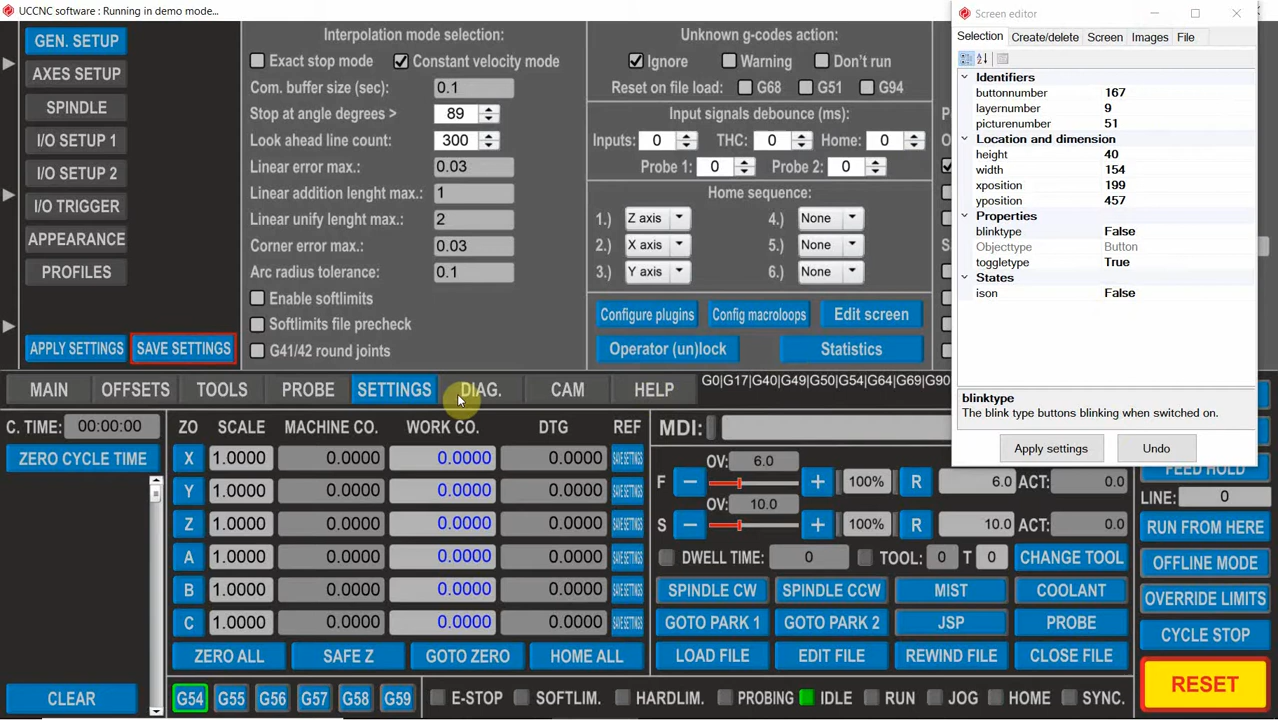 UCCNC software : Running in demo mode...
GEN. SETUP
AXES SETUP
SPINDLE
I/O SETUP 1
I/O SETUP 2
I/O TRIGGER
APPEARANCE
PROFILES
APPLY SETTINGS SAVE SETTINGS
Interpolation mode selection:
Exact stop mode Constant velocity mode
Com. buffer size (sec): 0.1
Stop at angle degrees > 89
Look ahead line count: 300
Linear error max.: 0.03
Linear addition lenght max.: 1
Linear unify lenght max.: 2
Corner error max.: 0.03
Arc radius tolerance: 0.1
Enable softlimits
Softlimits file precheck
G41/42 round joints
Unknown g-codes action:
Ignore Warning Don't run
Reset on file load: G68 G51 G94
Input signals debounce (ms):
Inputs: 0 THC: 0 Home: 0
Probe 1: 0 Probe 2: 0
Home sequence:
1.) Z axis 4.) None
2.) X axis 5.) None
3.) Y axis 6.) None
Configure plugins Config macroloops Edit screen
Operator (un)lock Statistics
Screen editor
Selection Create/delete Screen Images File
Identifiers
buttonnumber 167
layernumber 9
picturenumber 51
Location and dimension
height 40
width 154
xposition 199
yposition 457
Properties
blinktype False
Objecttype Button
toggletype True
States
ison False
blinktype
The blink type buttons blinking when switched on.
Apply settings Undo
MAIN OFFSETS TOOLS PROBE SETTINGS DIAG. CAM HELP
G0|G17|G40|G49|G50|G54|G64|G69|G90
C. TIME: 00:00:00
ZERO CYCLE TIME
CLEAR
ZO SCALE MACHINE CO. WORK CO. DTG REF
X 1.0000 0.0000 0.0000 0.0000 SAVE SETTINGS
Y 1.0000 0.0000 0.0000 0.0000 SAVE SETTINGS
Z 1.0000 0.0000 0.0000 0.0000 SAVE SETTINGS
A 1.0000 0.0000 0.0000 0.0000 SAVE SETTINGS
B 1.0000 0.0000 0.0000 0.0000 SAVE SETTINGS
C 1.0000 0.0000 0.0000 0.0000 SAVE SETTINGS
ZERO ALL SAFE Z GOTO ZERO HOME ALL
G54 G55 G56 G57 G58 G59
MDI:
OV: 6.0
F − + 100% R 6.0 ACT: 0.0
OV: 10.0
S − + 100% R 10.0 ACT: 0.0
DWELL TIME: 0 TOOL: 0 T 0 CHANGE TOOL
SPINDLE CW SPINDLE CCW MIST COOLANT
GOTO PARK 1 GOTO PARK 2 JSP PROBE
LOAD FILE EDIT FILE REWIND FILE CLOSE FILE
E-STOP SOFTLIM. HARDLIM. PROBING IDLE RUN JOG HOME SYNC.
FEED HOLD
LINE: 0
RUN FROM HERE
OFFLINE MODE
OVERRIDE LIMITS
CYCLE STOP
RESET